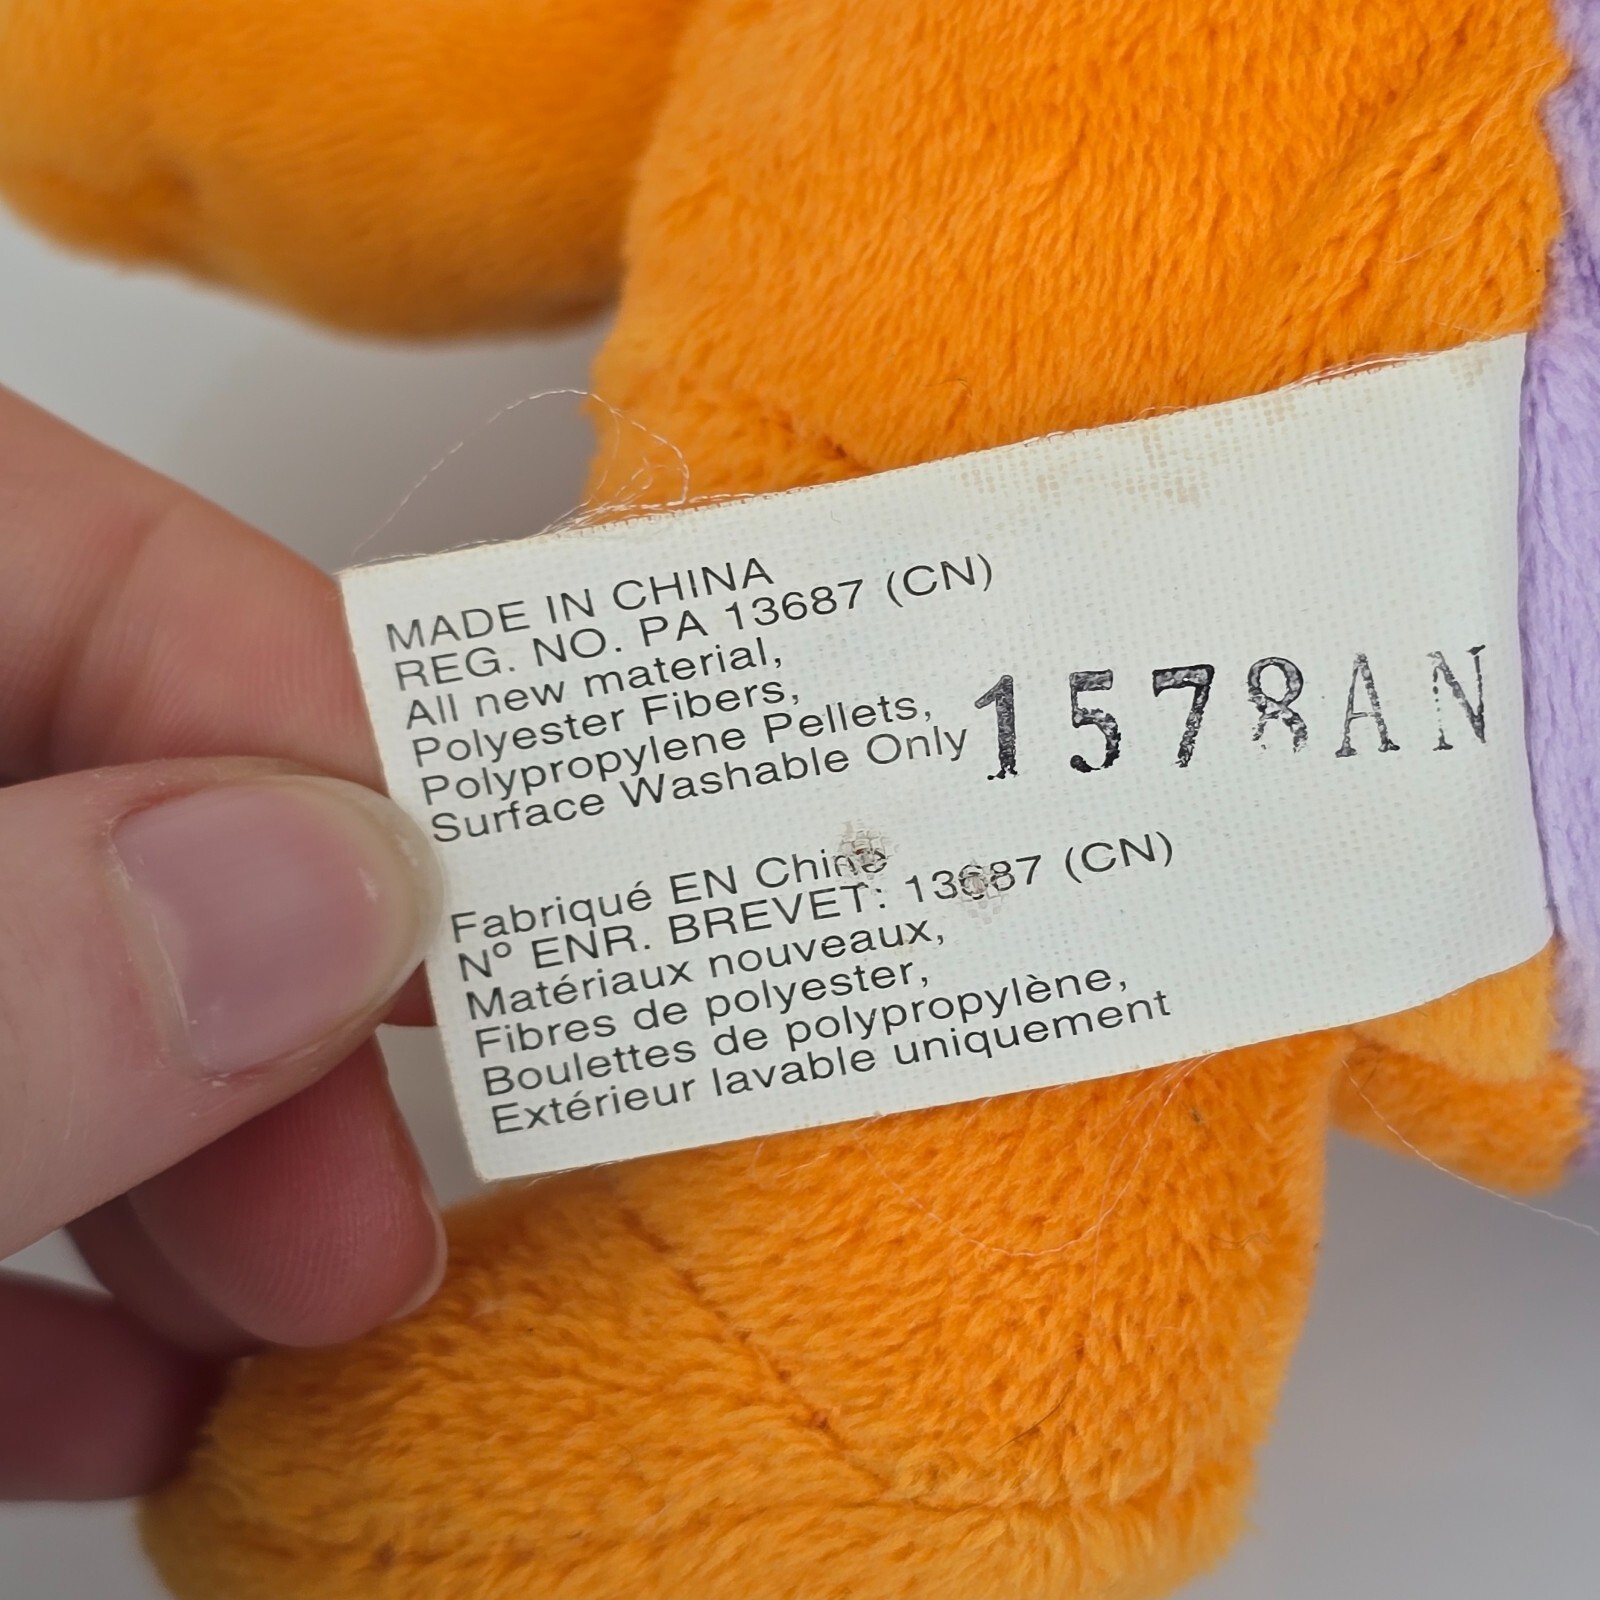 MADE IN CHINA
REG. NO. PA 13687 (CN)
All new material,
Polyester Fibers,
Polypropylene Pellets,
Surface Washable Only
1578AN
Fabriqué EN Chine
Nº ENR. BREVET: 13687 (CN)
Matériaux nouveaux,
Fibres de polyester,
Boulettes de polypropylène,
Extérieur lavable uniquement